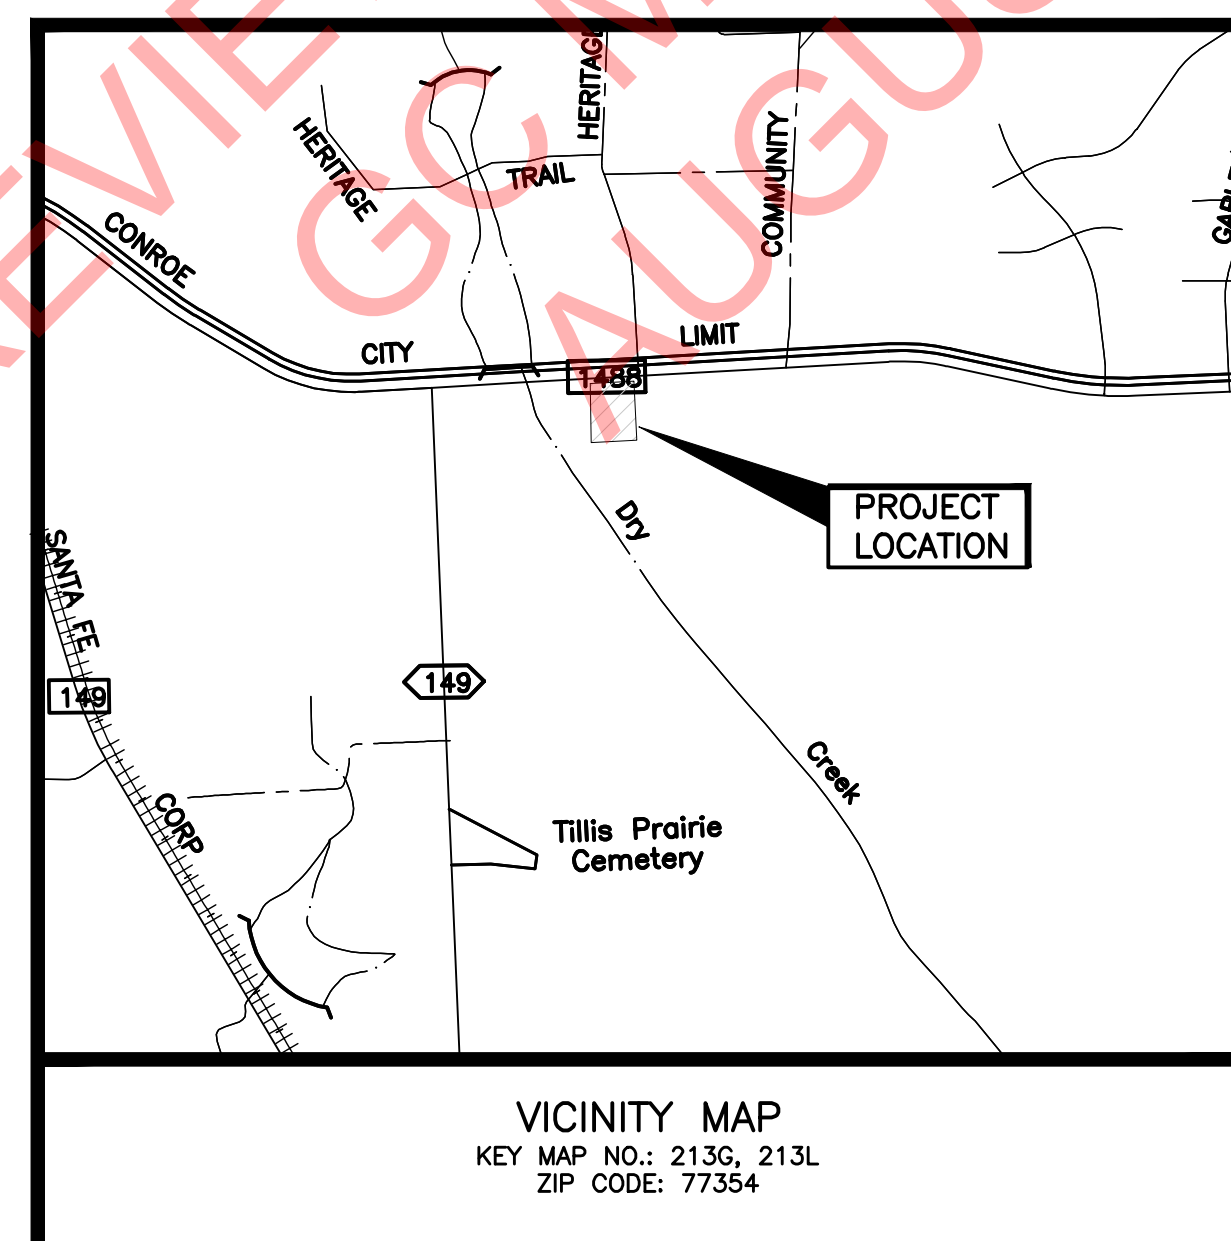 HERITAGE
HERITAGE
TRAIL
COMMUNITY
CONROE
CITY
LIMIT
1488
PROJECT
LOCATION
Dry
SANTA FE
149
149
Creek
CORP
Tillis Prairie
Cemetery
VICINITY MAP
KEY MAP NO.: 213G, 213L
ZIP CODE: 77354
GC